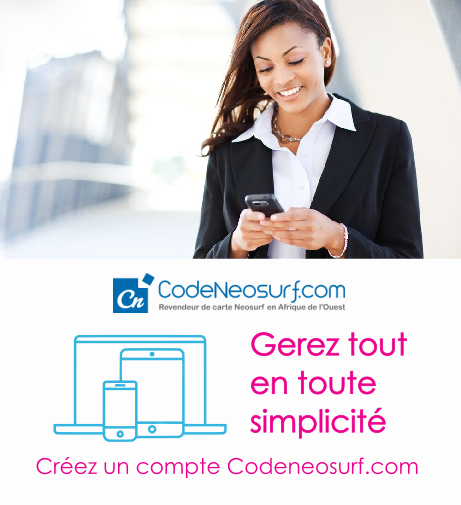 Cn CodeNeosurf.com
Revendeur de carte Neosurf en Afrique de l'Ouest
Gerez tout
en toute
simplicité
Créez un compte Codeneosurf.com